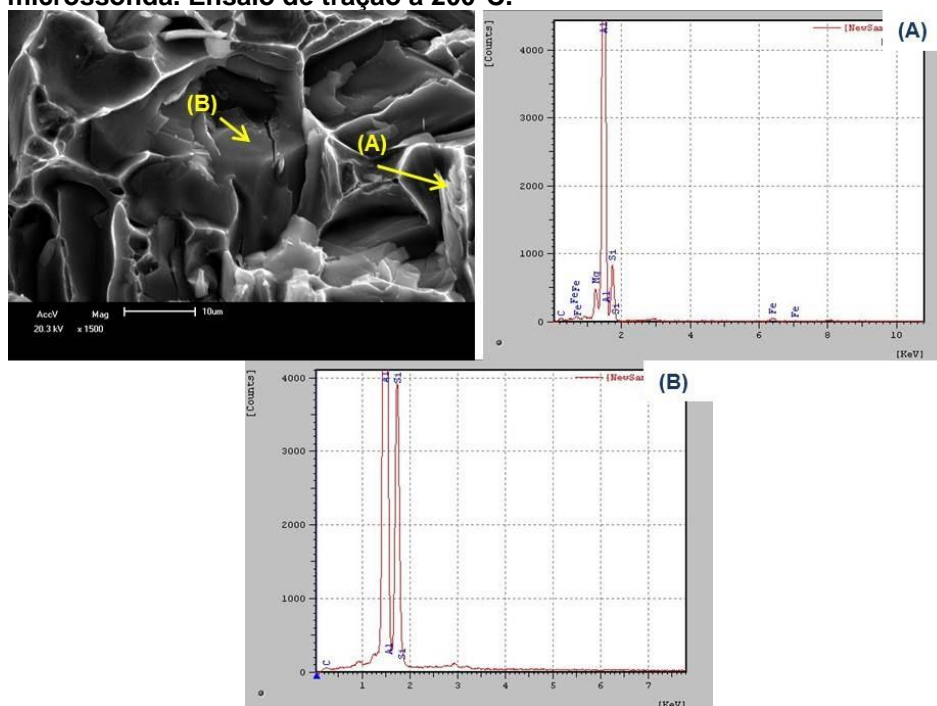 microssonda. Ensaio de tração a 200°C.
(B)
(A)
AccV Mag 10um
20.3 kV x 1500
(A)
[Counts]
4000
3000
2000
1000
0
Al
Mg
Si
Al
Si
Fe
Fe
Fe
Fe
C
Fe
Fe
2 4 6 8 10
[KeV]
(B)
[Counts]
4000
3000
2000
1000
0
Al
Si
Al
Si
C
1 2 3 4 5 6 7
[KeV]